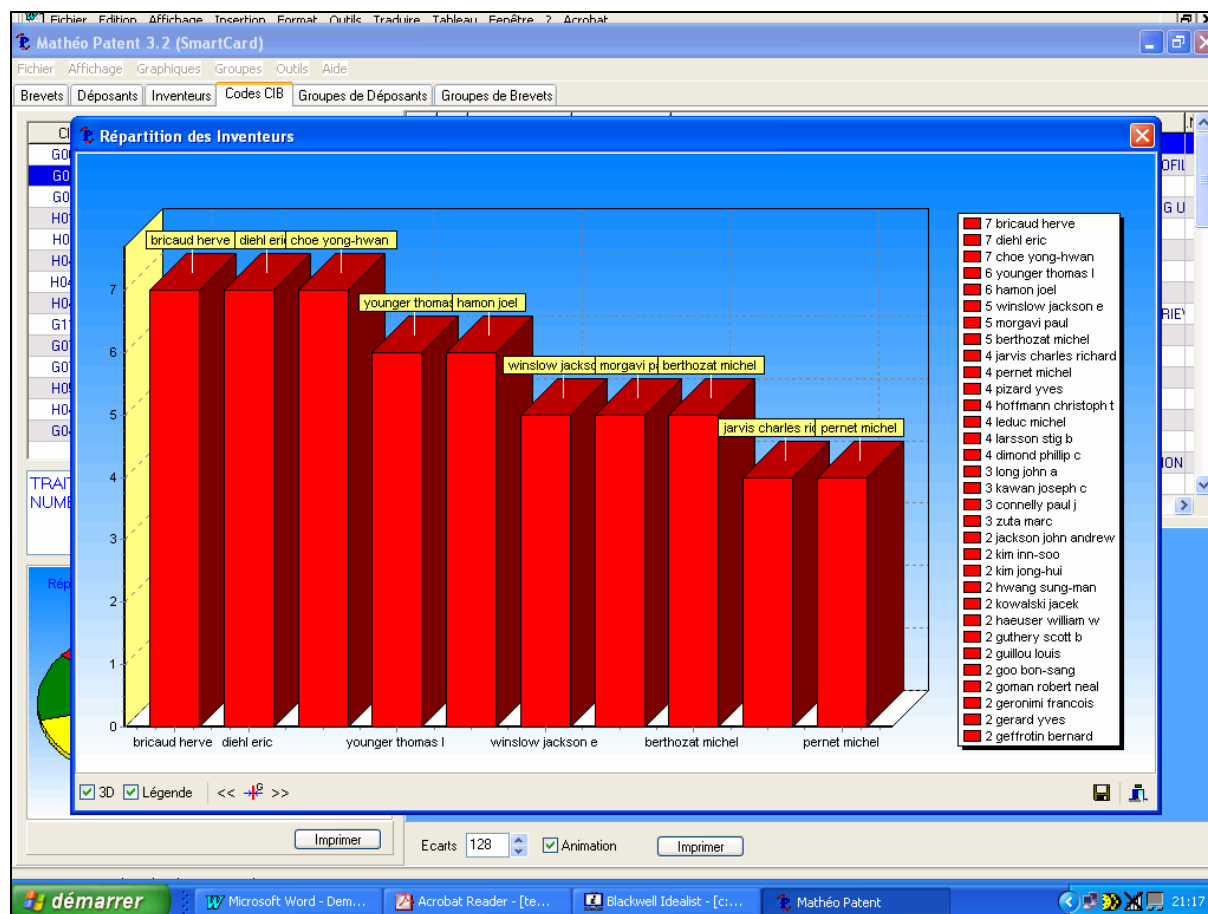 Fichier Edition Affichage Insertion Format Outils Traduire Tableau Fenêtre ? Acrobat
Mathéo Patent 3.2 (SmartCard)
Fichier Affichage Graphiques Groupes Outils Aide
Brevets Déposants Inventeurs Codes CIB Groupes de Déposants Groupes de Brevets
Répartition des Inventeurs
bricaud herve diehl eric choe yong-hwan
younger thomas hamon joel
winslow jackso morgavi pa berthozat michel
jarvis charles ric pernet michel
7
6
5
4
3
2
1
0
bricaud herve diehl eric younger thomas l winslow jackson e berthozat michel pernet michel
7 bricaud herve
7 diehl eric
7 choe yong-hwan
6 younger thomas l
6 hamon joel
5 winslow jackson e
5 morgavi paul
5 berthozat michel
4 jarvis charles richard
4 pernet michel
4 pizard yves
4 hoffmann christoph t
4 leduc michel
4 larsson stig b
4 dimond phillip c
3 long john a
3 kawan joseph c
3 connelly paul j
3 zuta marc
2 jackson john andrew
2 kim inn-soo
2 kim jong-hui
2 hwang sung-man
2 kowalski jacek
2 haeuser william w
2 guthery scott b
2 guillou louis
2 goo bon-sang
2 goman robert neal
2 geronimi francois
2 gerard yves
2 geffrotin bernard
TRAI
NUME
Rép
OFIL
G U
RIEV
ION
3D Légende << >>
Imprimer
Ecarts 128 Animation Imprimer
démarrer Microsoft Word - Dem... Acrobat Reader - [te... Blackwell Idealist - [c:... Mathéo Patent 21:17